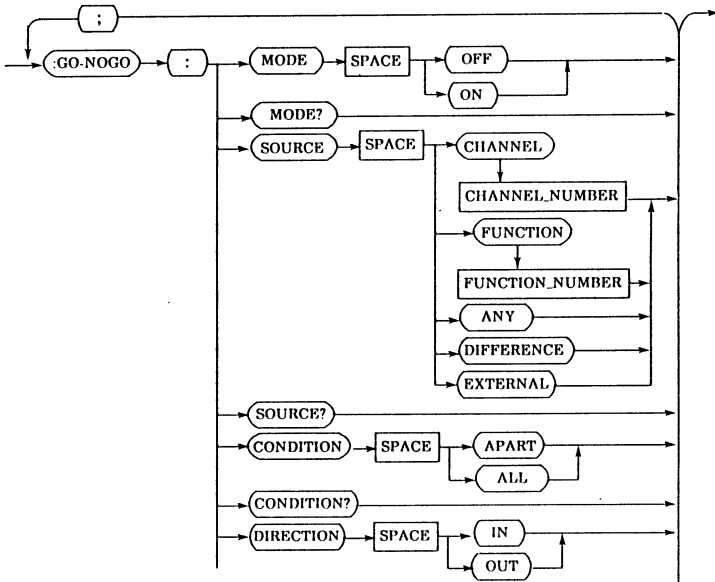 ;
:GO-NOGO : MODE SPACE OFF
ON
MODE?
SOURCE SPACE CHANNEL
CHANNEL_NUMBER
FUNCTION
FUNCTION_NUMBER
ANY
DIFFERENCE
EXTERNAL
SOURCE?
CONDITION SPACE APART
ALL
CONDITION?
DIRECTION SPACE IN
OUT